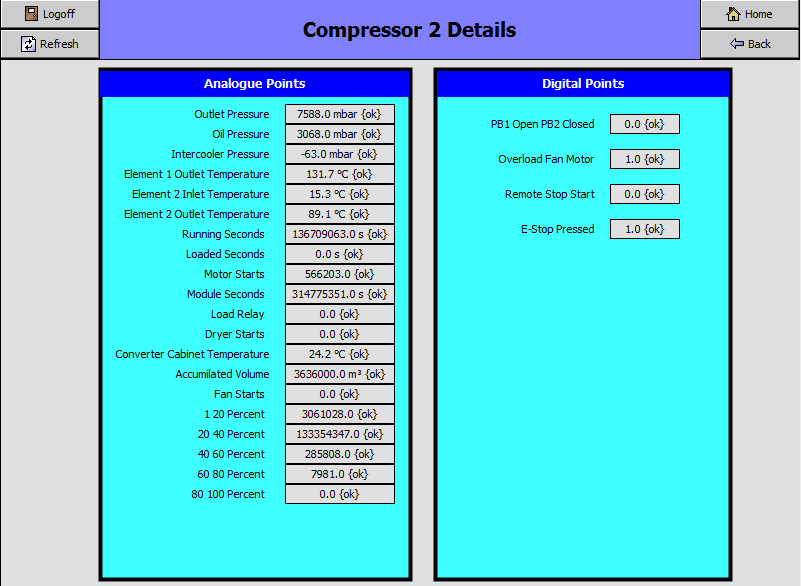 Logoff
Refresh
Compressor 2 Details
Home
Back
Analogue Points
Outlet Pressure 7588.0 mbar {ok}
Oil Pressure 3068.0 mbar {ok}
Intercooler Pressure -63.0 mbar {ok}
Element 1 Outlet Temperature 131.7 ºC {ok}
Element 2 Inlet Temperature 15.3 ºC {ok}
Element 2 Outlet Temperature 89.1 ºC {ok}
Running Seconds 136709063.0 s {ok}
Loaded Seconds 0.0 s {ok}
Motor Starts 566203.0 {ok}
Module Seconds 314775351.0 s {ok}
Load Relay 0.0 {ok}
Dryer Starts 0.0 {ok}
Converter Cabinet Temperature 24.2 ºC {ok}
Accumilated Volume 3636000.0 m³ {ok}
Fan Starts 0.0 {ok}
1 20 Percent 3061028.0 {ok}
20 40 Percent 133354347.0 {ok}
40 60 Percent 285808.0 {ok}
60 80 Percent 7981.0 {ok}
80 100 Percent 0.0 {ok}
Digital Points
PB1 Open PB2 Closed 0.0 {ok}
Overload Fan Motor 1.0 {ok}
Remote Stop Start 0.0 {ok}
E-Stop Pressed 1.0 {ok}